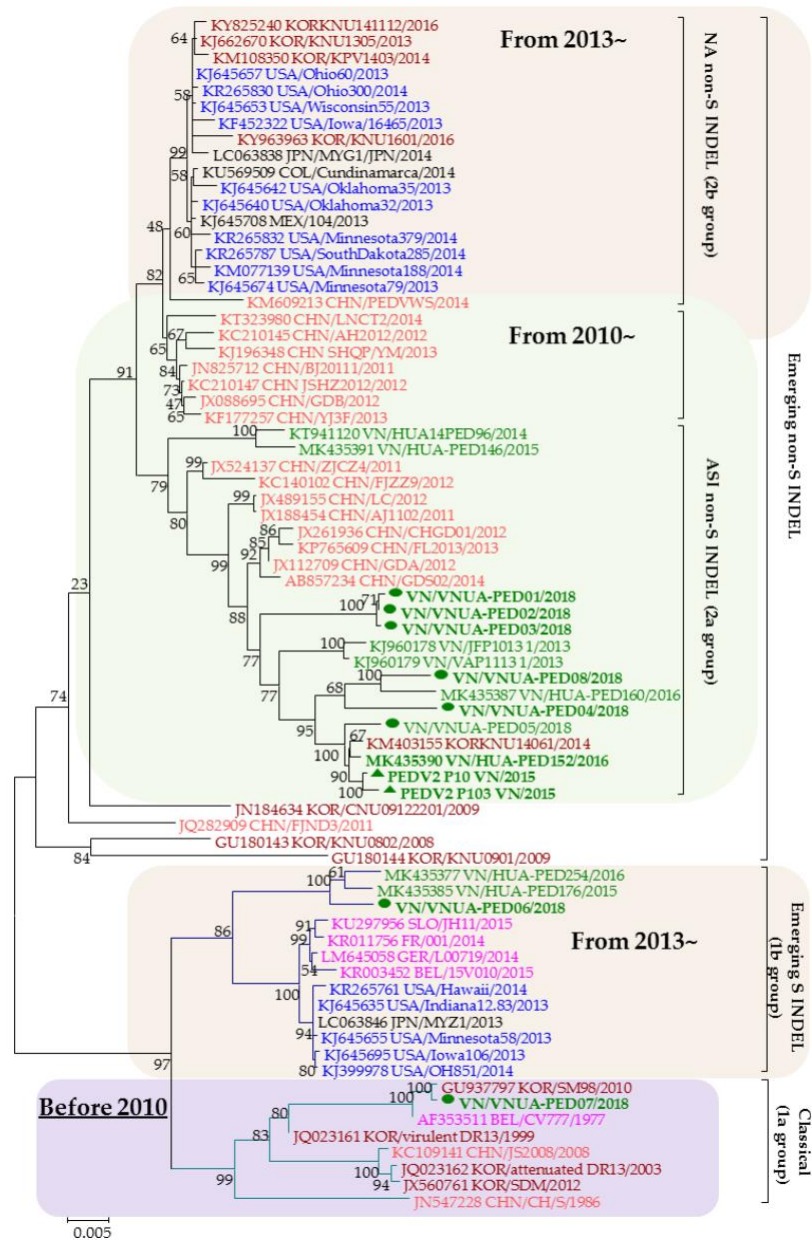 KY825240 KORKNU141112/2016
64
KJ662670 KOR/KNU1305/2013
From 2013~
KM108350 KOR/KPV1403/2014
KJ645657 USA/Ohio60/2013
KR265830 USA/Ohio300/2014
58
KJ645653 USA/Wisconsin55/2013
KF452322 USA/Iowa/16465/2013
KY963963 KOR/KNU1601/2016
99
LC063838 JPN/MYG1/JPN/2014
58
KU569509 COL/Cundinamarca/2014
KJ645642 USA/Oklahoma35/2013
KJ645640 USA/Oklahoma32/2013
48
KJ645708 MEX/104/2013
60
KR265832 USA/Minnesota379/2014
KR265787 USA/SouthDakota285/2014
82
KM077139 USA/Minnesota188/2014
65
KJ645674 USA/Minnesota79/2013
NA non-S INDEL (2b group)
KM609213 CHN/PEDVWS/2014
KT323980 CHN/LNCT2/2014
67
KC210145 CHN/AH2012/2012
From 2010~
65
KJ196348 CHN SHQP/YM/2013
91
84
JN825712 CHN/BJ20111/2011
73
KC210147 CHN JSHZ2012/2012
47
JX088695 CHN/GDB/2012
65
KF177257 CHN/YJ3F/2013
100
KT941120 VN/HUA14PED96/2014
MK435391 VN/HUA-PED146/2015
79
99
JX524137 CHN/ZJCZ4/2011
80
KC140102 CHN/FJZZ9/2012
99
JX489155 CHN/LC/2012
JX188454 CHN/AJ1102/2011
86
JX261936 CHN/CHGD01/2012
85
KP765609 CHN/FL2013/2013
99
92
JX112709 CHN/GDA/2012
AB857234 CHN/GDS02/2014
23
71
VN/VNUA-PED01/2018
88
100
VN/VNUA-PED02/2018
VN/VNUA-PED03/2018
77
100
KJ960178 VN/JFP1013 1/2013
KJ960179 VN/VAP1113 1/2013
100
VN/VNUA-PED08/2018
77
68
MK435387 VN/HUA-PED160/2016
74
VN/VNUA-PED04/2018
95
VN/VNUA-PED05/2018
67
KM403155 KORKNU14061/2014
100
MK435390 VN/HUA-PED152/2016
90
PEDV2 P10 VN/2015
100
PEDV2 P103 VN/2015
ASI non-S INDEL (2a group)
JN184634 KOR/CNU09122201/2009
JQ282909 CHN/FJND3/2011
GU180143 KOR/KNU0802/2008
84
GU180144 KOR/KNU0901/2009
Emerging non-S INDEL
61
MK435377 VN/HUA-PED254/2016
100
MK435385 VN/HUA-PED176/2015
VN/VNUA-PED06/2018
86
91
KU297956 SLO/JH11/2015
99
KR011756 FR/001/2014
From 2013~
LM645058 GER/L00719/2014
54
KR003452 BEL/15V010/2015
100
KR265761 USA/Hawaii/2014
KJ645635 USA/Indiana12.83/2013
LC063846 JPN/MYZ1/2013
94
KJ645655 USA/Minnesota58/2013
KJ645695 USA/Iowa106/2013
97
80
KJ399978 USA/OH851/2014
Emerging S INDEL
(1b group)
100
GU937797 KOR/SM98/2010
Before 2010
100
VN/VNUA-PED07/2018
80
AF353511 BEL/CV777/1977
83
JQ023161 KOR/virulent DR13/1999
KC109141 CHN/JS2008/2008
99
100
JQ023162 KOR/attenuated DR13/2003
94
JX560761 KOR/SDM/2012
JN547228 CHN/CH/S/1986
Classical
(1a group)
0.005